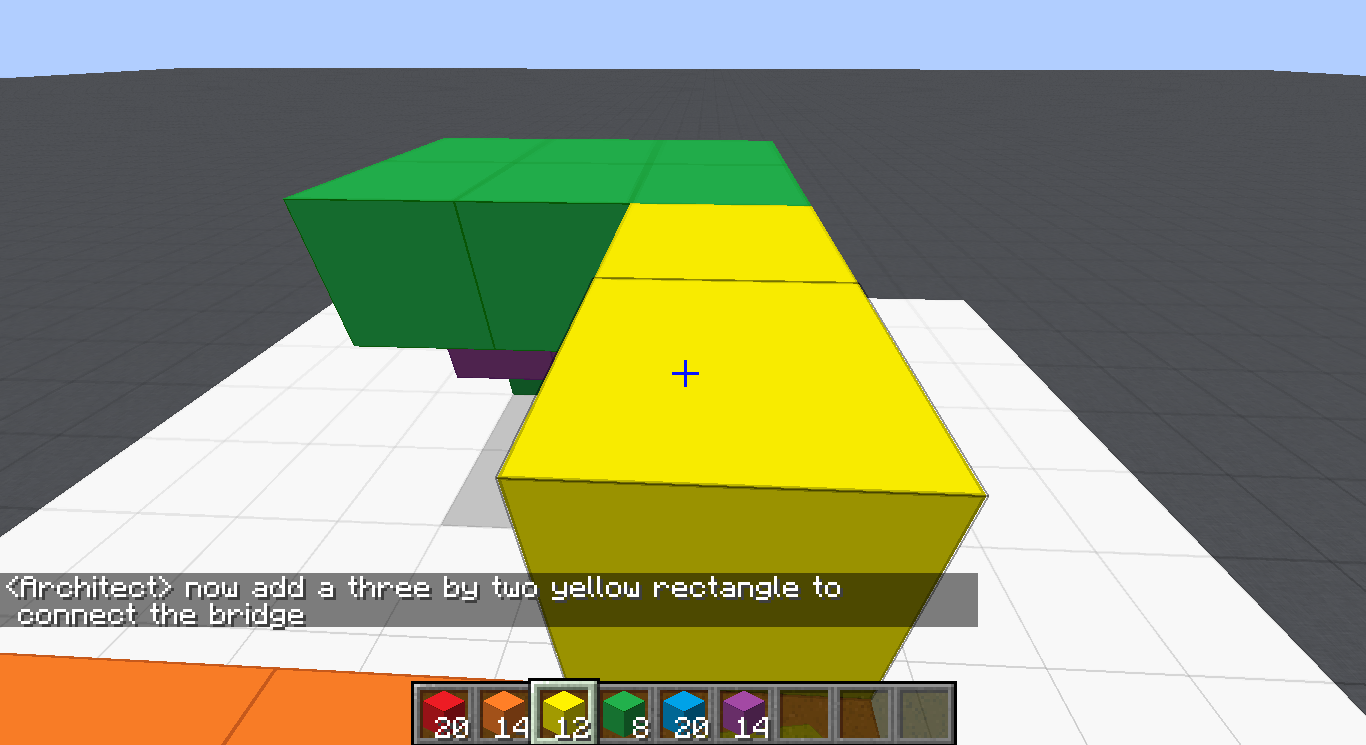 <Architect> now add a three by two yellow rectangle to
connect the bridge
20 14 12 8 20 14